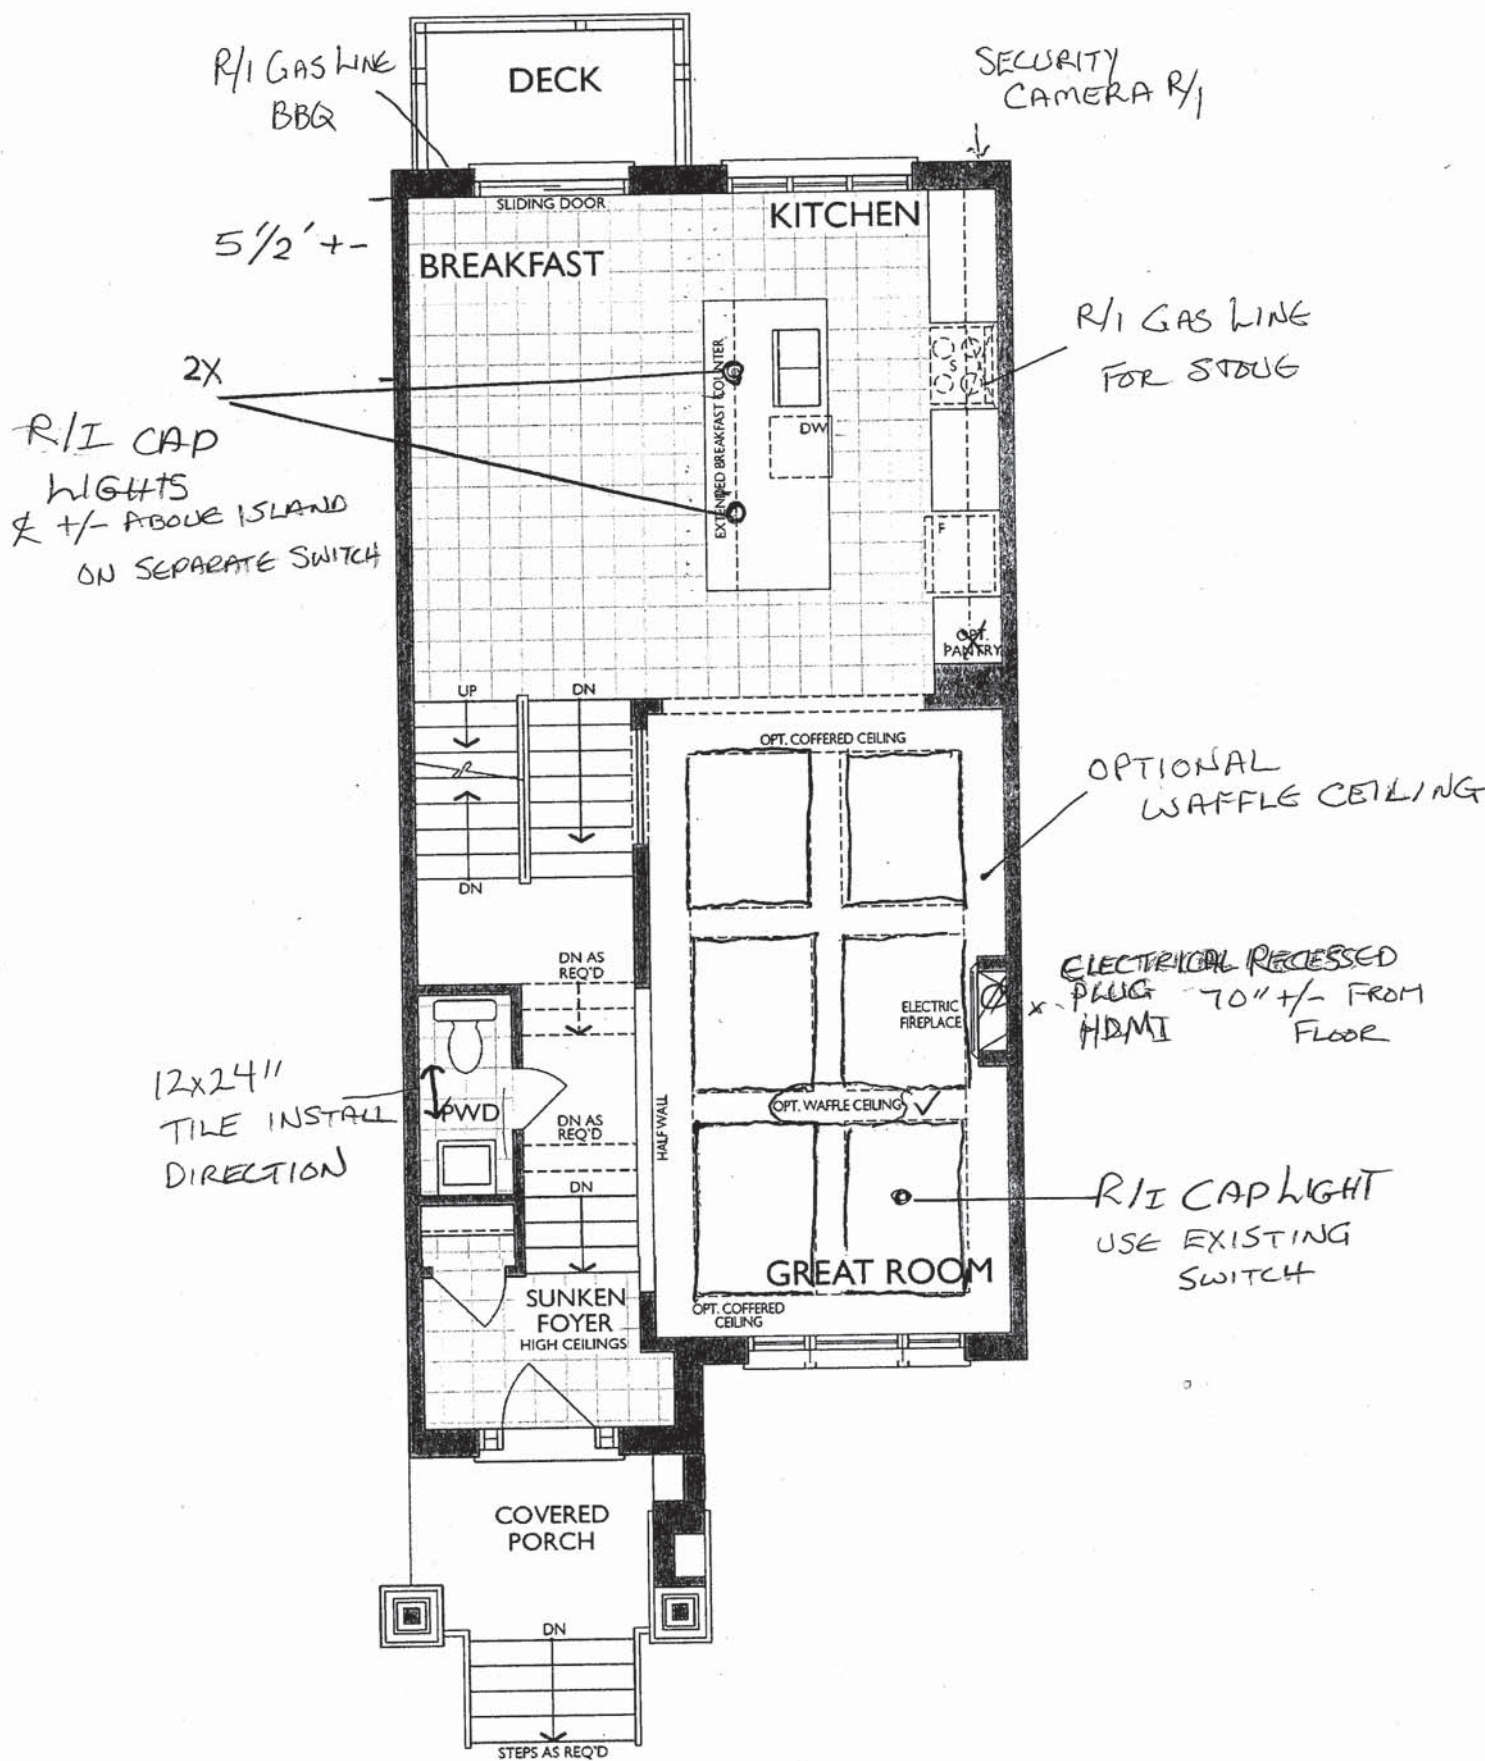 R/I GAS LINE
BBQ
DECK
SECURITY
CAMERA R/I
SLIDING DOOR
KITCHEN
5 1/2' +-
BREAKFAST
R/I GAS LINE
FOR STOVE
S
EXTENDED BREAKFAST COUNTER
DW
2X
R/I CAP
LIGHTS
℄ +/- ABOVE ISLAND
ON SEPARATE SWITCH
F
OPT.
PANTRY
UP
DN
OPT. COFFERED CEILING
R
OPTIONAL
WAFFLE CEILING
DN
DN AS
REQ'D
ELECTRICAL RECESSED
PLUG 70" +/- FROM
HDMI FLOOR
ELECTRIC
FIREPLACE
12x24"
TILE INSTALL
DIRECTION
PWD
OPT. WAFFLE CEILING ✓
DN AS
REQ'D
HALF WALL
DN
R/I CAP LIGHT
USE EXISTING
SWITCH
GREAT ROOM
SUNKEN
FOYER
HIGH CEILINGS
OPT. COFFERED
CEILING
COVERED
PORCH
DN
STEPS AS REQ'D